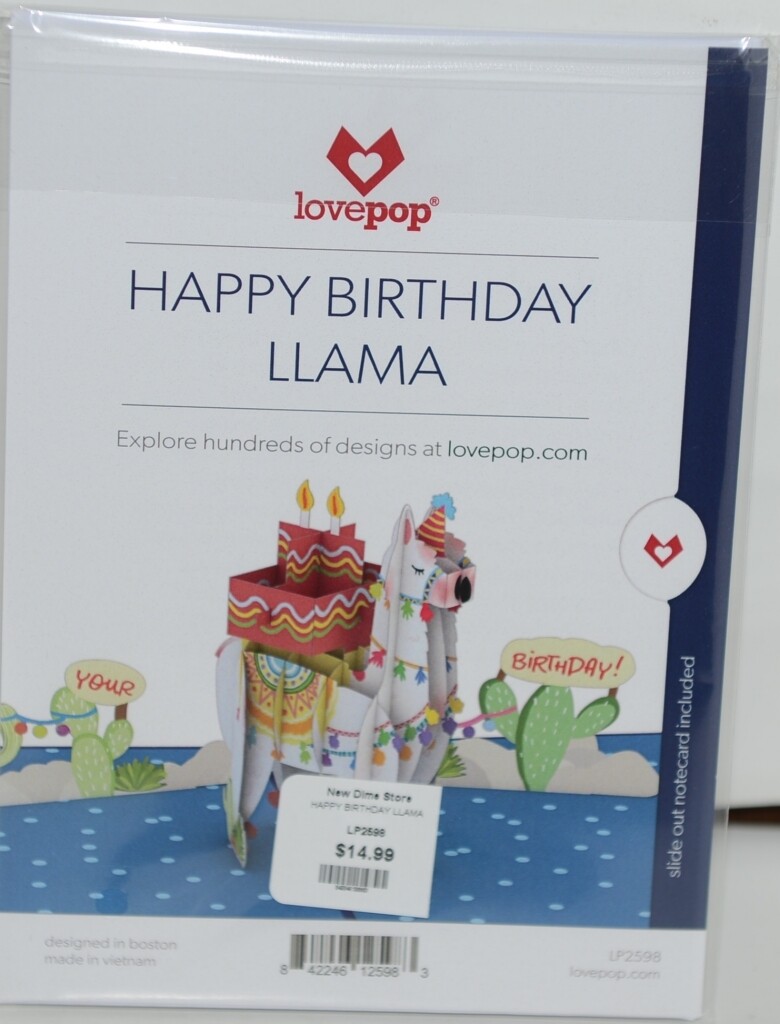 lovepop®
HAPPY BIRTHDAY
LLAMA
Explore hundreds of designs at lovepop.com
YOUR
BIRTHDAY!
slide out notecard included
New Dime Store
HAPPY BIRTHDAY LLAMA
LP2598
$14.99
designed in boston
made in vietnam
8 42246 12598 3
LP2598
lovepop.com